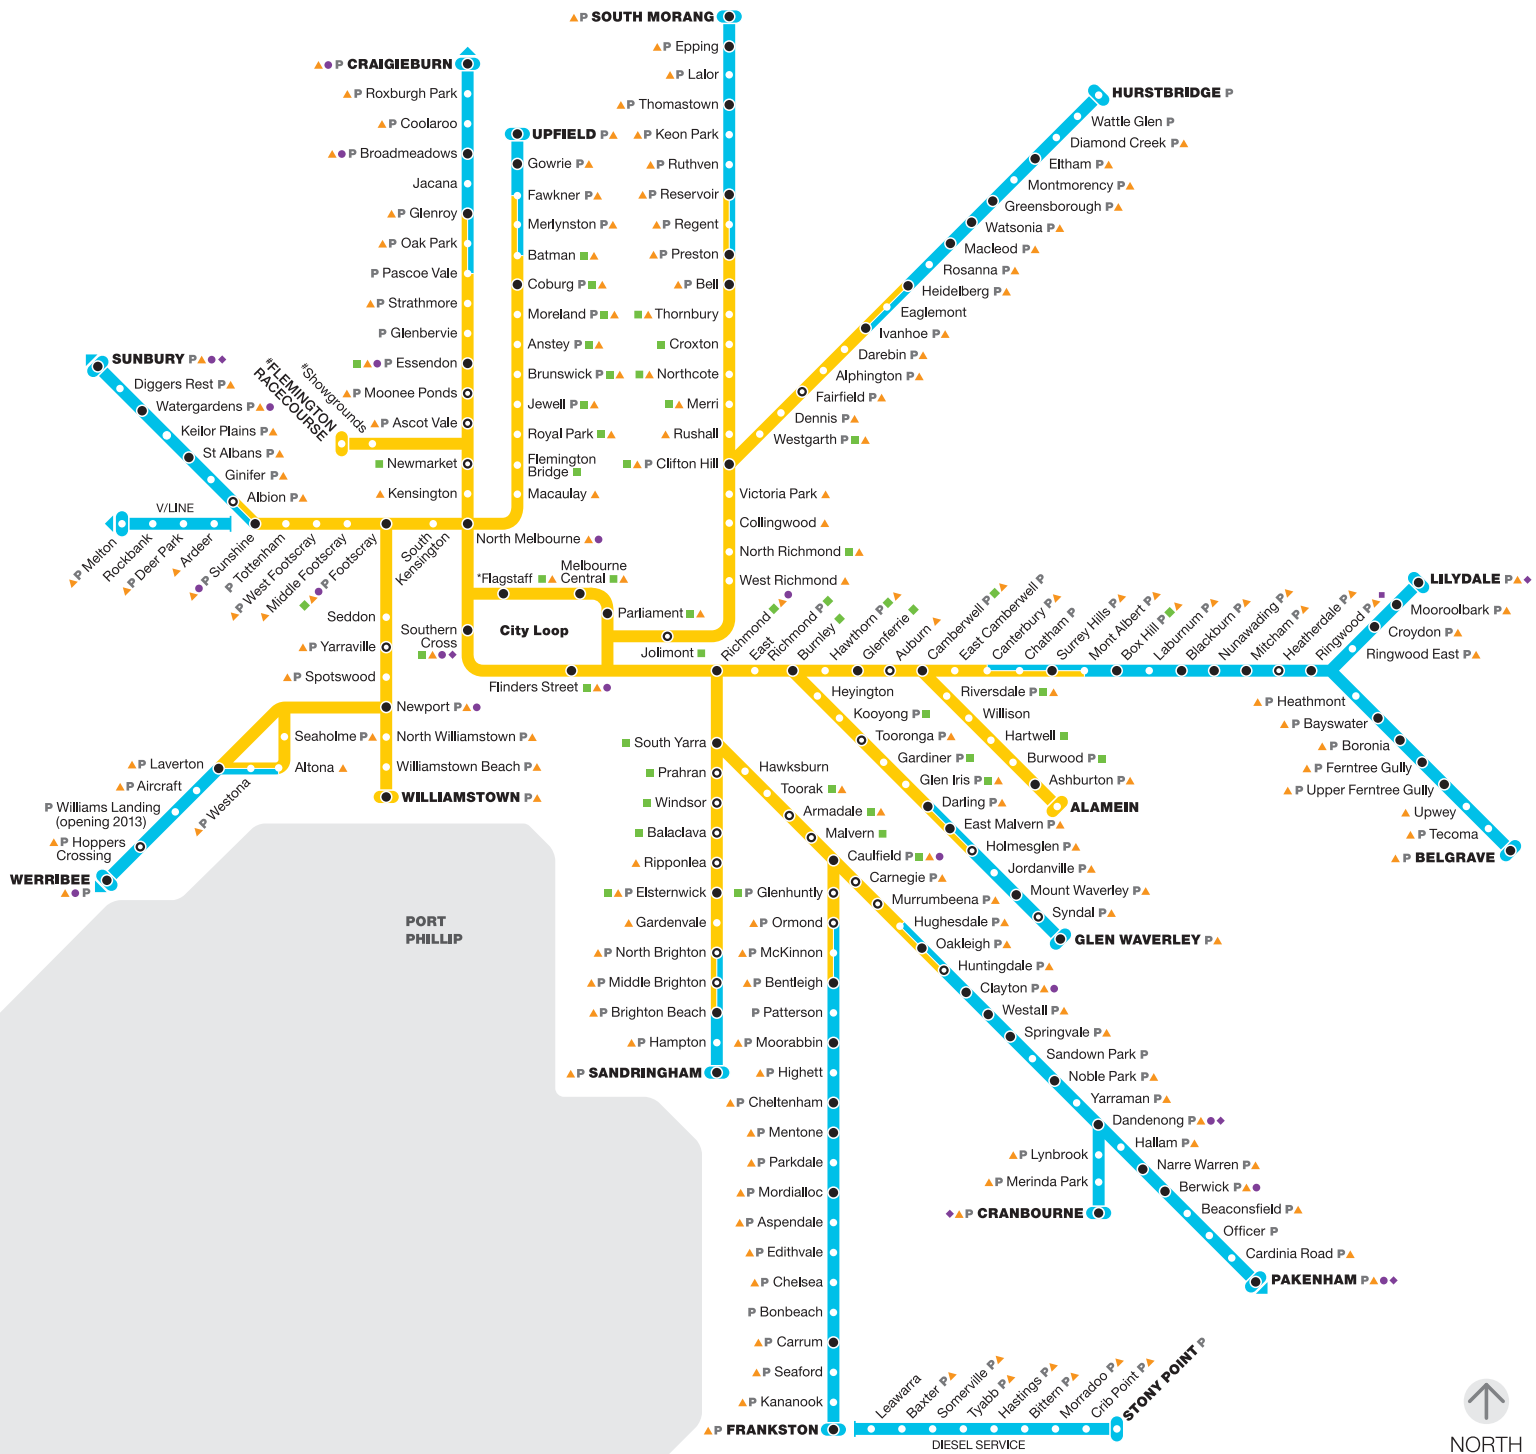 SOUTH MORANG
P Epping
P Lalor
P Thomastown
P Keon Park
P Ruthven
P Reservoir
P Regent
P Preston
P Bell
Thornbury
Croxton
Northcote
Merri
Rushall
P Clifton Hill
Victoria Park
Collingwood
North Richmond
West Richmond
Jolimont
P CRAIGIEBURN
P Roxburgh Park
P Coolaroo
P Broadmeadows
Jacana
P Glenroy
P Oak Park
P Pascoe Vale
P Strathmore
P Glenbervie
P Essendon
P Moonee Ponds
P Ascot Vale
Newmarket
Kensington
#Showgrounds
#FLEMINGTON
RACECOURSE
UPFIELD P
Gowrie P
Fawkner P
Merlynston P
Batman
Coburg P
Moreland P
Anstey P
Brunswick P
Jewell P
Royal Park
Flemington
Bridge
Macaulay
North Melbourne
HURSTBRIDGE P
Wattle Glen P
Diamond Creek P
Eltham P
Montmorency P
Greensborough P
Watsonia P
Macleod P
Rosanna P
Heidelberg P
Eaglemont
Ivanhoe P
Darebin P
Alphington P
Fairfield P
Dennis P
Westgarth P
SUNBURY P
Diggers Rest P
Watergardens P
Keilor Plains P
St Albans P
Ginifer P
Albion P
V/LINE
P Melton
Rockbank
P Deer Park
Ardeer
P Sunshine
P Tottenham
P West Footscray
Middle Footscray
P Footscray
South
Kensington
*Flagstaff
Melbourne
Central
Parliament
City Loop
Southern
Cross
Flinders Street
Seddon
P Yarraville
P Spotswood
Newport P
North Williamstown P
Williamstown Beach P
WILLIAMSTOWN P
Seaholme P
Altona
P Westona
P Laverton
P Aircraft
P Williams Landing
(opening 2013)
P Hoppers
Crossing
WERRIBEE
P
PORT
PHILLIP
Richmond
East
Richmond P
Burnley
Hawthorn P
Glenferrie
Auburn
Camberwell P
East Camberwell P
Canterbury P
Chatham P
Surrey Hills P
Mont Albert P
Box Hill P
Laburnum P
Blackburn P
Nunawading P
Mitcham P
Heatherdale P
Ringwood P
LILYDALE P
Mooroolbark P
Croydon P
Ringwood East P
P Heathmont
P Bayswater
P Boronia
P Ferntree Gully
P Upper Ferntree Gully
Upwey
P Tecoma
P BELGRAVE
Riversdale P
Willison
Hartwell
Burwood P
Ashburton P
ALAMEIN
Heyington
Kooyong P
Tooronga P
Gardiner P
Glen Iris P
Darling P
East Malvern P
Holmesglen P
Jordanville P
Mount Waverley P
Syndal P
GLEN WAVERLEY P
South Yarra
Prahran
Windsor
Balaclava
Ripponlea
P Elsternwick
Gardenvale
P North Brighton
P Middle Brighton
P Brighton Beach
P Hampton
P SANDRINGHAM
Hawksburn
Toorak
Armadale
Malvern
Caulfield P
Carnegie P
Murrumbeena P
Hughesdale P
Oakleigh P
Huntingdale P
Clayton P
Westall P
Springvale P
Sandown Park P
Noble Park P
Yarraman P
Dandenong P
Hallam P
Narre Warren P
Berwick P
Beaconsfield P
Officer P
Cardinia Road P
PAKENHAM P
P Lynbrook
P Merinda Park
P CRANBOURNE
P Glenhuntly
P Ormond
P McKinnon
P Bentleigh
P Patterson
P Moorabbin
P Highett
P Cheltenham
P Mentone
P Parkdale
P Mordialloc
P Aspendale
P Edithvale
P Chelsea
P Bonbeach
P Carrum
P Seaford
P Kananook
P FRANKSTON
Leawarra
Baxter P
Somerville P
Tyabb P
Hastings P
Bittern P
Morradoo P
Crib Point P
STONY POINT P
DIESEL SERVICE
NORTH